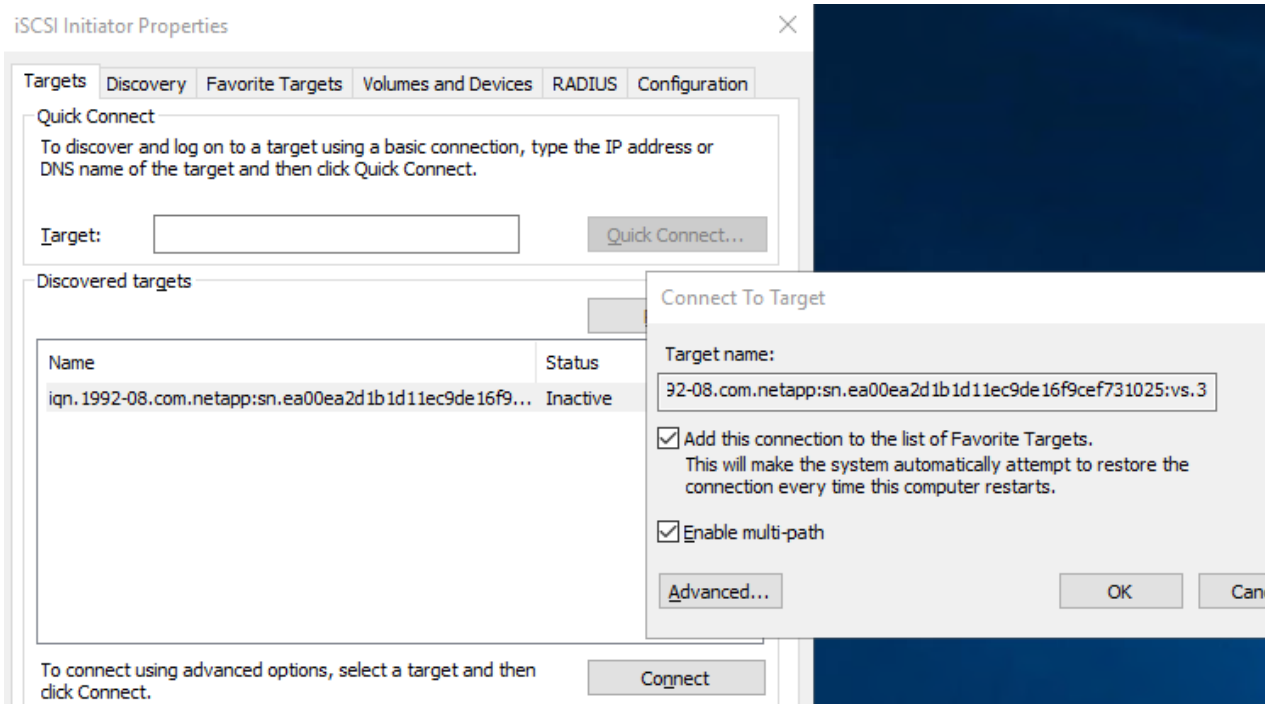 iSCSI Initiator Properties
Targets Discovery Favorite Targets Volumes and Devices RADIUS Configuration
Quick Connect
To discover and log on to a target using a basic connection, type the IP address or
DNS name of the target and then click Quick Connect.
Target:
Quick Connect...
Discovered targets
Name Status
iqn.1992-08.com.netapp:sn.ea00ea2d1b1d11ec9de16f9... Inactive
To connect using advanced options, select a target and then
click Connect.
Connect
Connect To Target
Target name:
92-08.com.netapp:sn.ea00ea2d1b1d11ec9de16f9cef731025:vs.3
Add this connection to the list of Favorite Targets.
This will make the system automatically attempt to restore the
connection every time this computer restarts.
Enable multi-path
Advanced...
OK